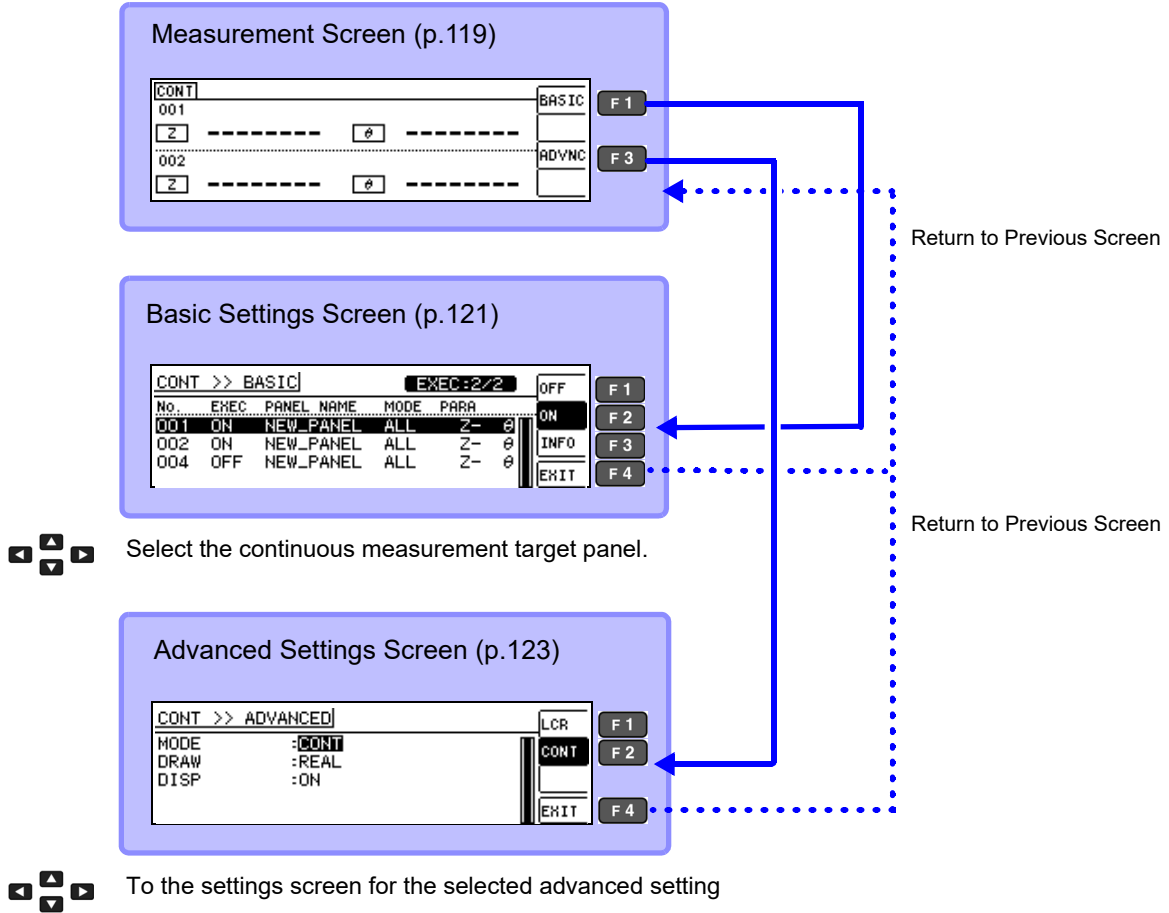 Measurement Screen (p.119)
CONT
001
Z -------- θ --------
002
Z -------- θ --------
BASIC
ADVNC
F 1
F 3
Return to Previous Screen
Basic Settings Screen (p.121)
CONT >> BASIC EXEC:2/2
No. EXEC PANEL NAME MODE PARA
001 ON NEW_PANEL ALL Z- θ
002 ON NEW_PANEL ALL Z- θ
004 OFF NEW_PANEL ALL Z- θ
OFF
ON
INFO
EXIT
F 1
F 2
F 3
F 4
Return to Previous Screen
Select the continuous measurement target panel.
Advanced Settings Screen (p.123)
CONT >> ADVANCED
MODE :CONT
DRAW :REAL
DISP :ON
LCR
CONT
EXIT
F 1
F 2
F 4
To the settings screen for the selected advanced setting